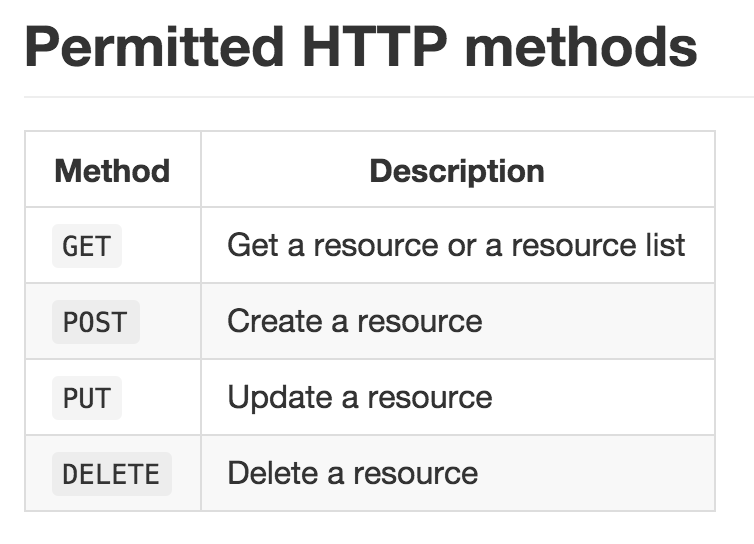 Permitted HTTP methods
Method Description
GET Get a resource or a resource list
POST Create a resource
PUT Update a resource
DELETE Delete a resource